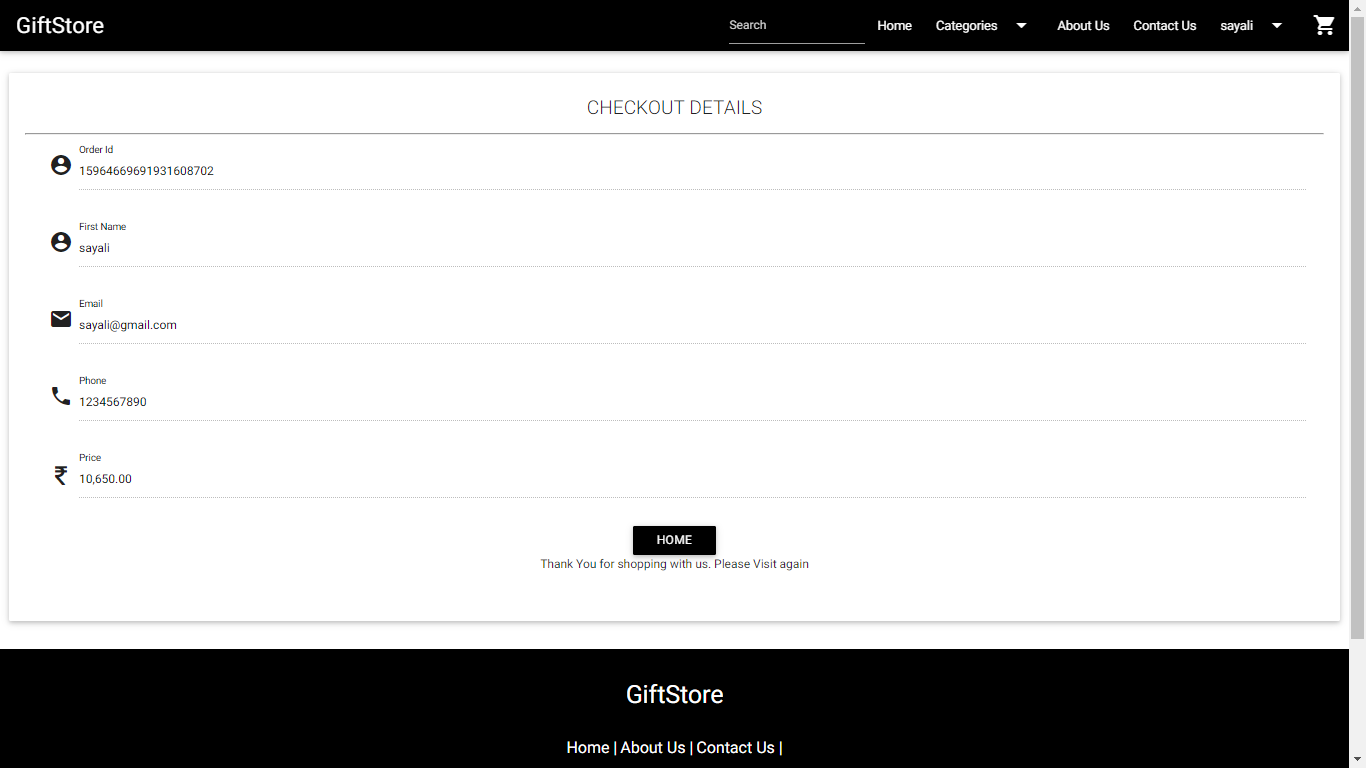 GiftStore
Search Home Categories About Us Contact Us sayali
CHECKOUT DETAILS
Order Id
15964669691931608702
First Name
sayali
Email
sayali@gmail.com
Phone
1234567890
Price
₹ 10,650.00
HOME
Thank You for shopping with us. Please Visit again
GiftStore
Home | About Us | Contact Us |